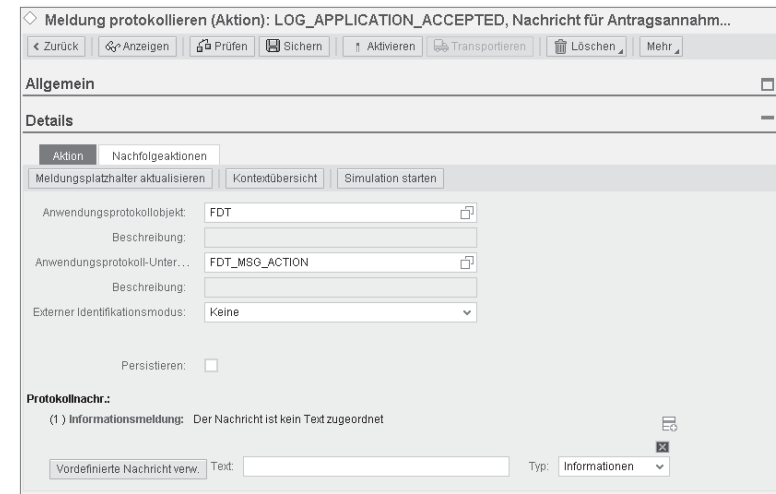 Meldung protokollieren (Aktion): LOG_APPLICATION_ACCEPTED, Nachricht für Antragsannahm...
Zurück Anzeigen Prüfen Sichern Aktivieren Transportieren Löschen Mehr
Allgemein
Details
Aktion Nachfolgeaktionen
Meldungsplatzhalter aktualisieren Kontextübersicht Simulation starten
Anwendungsprotokollobjekt: FDT
Beschreibung:
Anwendungsprotokoll-Unter... FDT_MSG_ACTION
Beschreibung:
Externer Identifikationsmodus: Keine
Persistieren:
Protokollnachr.:
(1 ) Informationsmeldung: Der Nachricht ist kein Text zugeordnet
Vordefinierte Nachricht verw. Text: Typ: Informationen